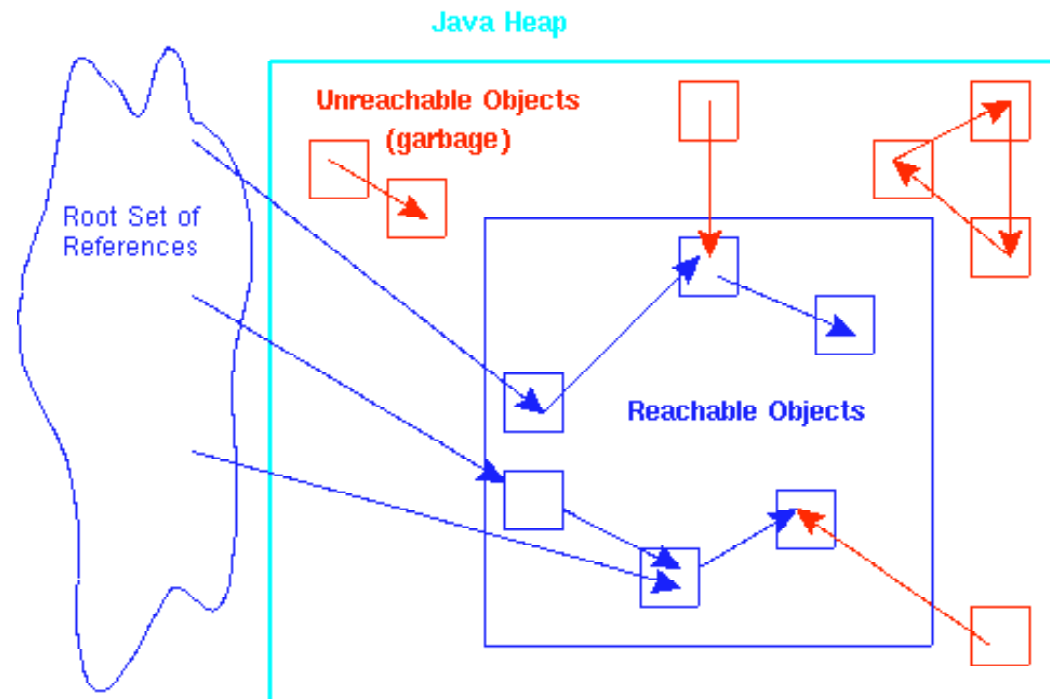 Java Heap
Unreachable Objects
(garbage)
Root Set of
References
Reachable Objects